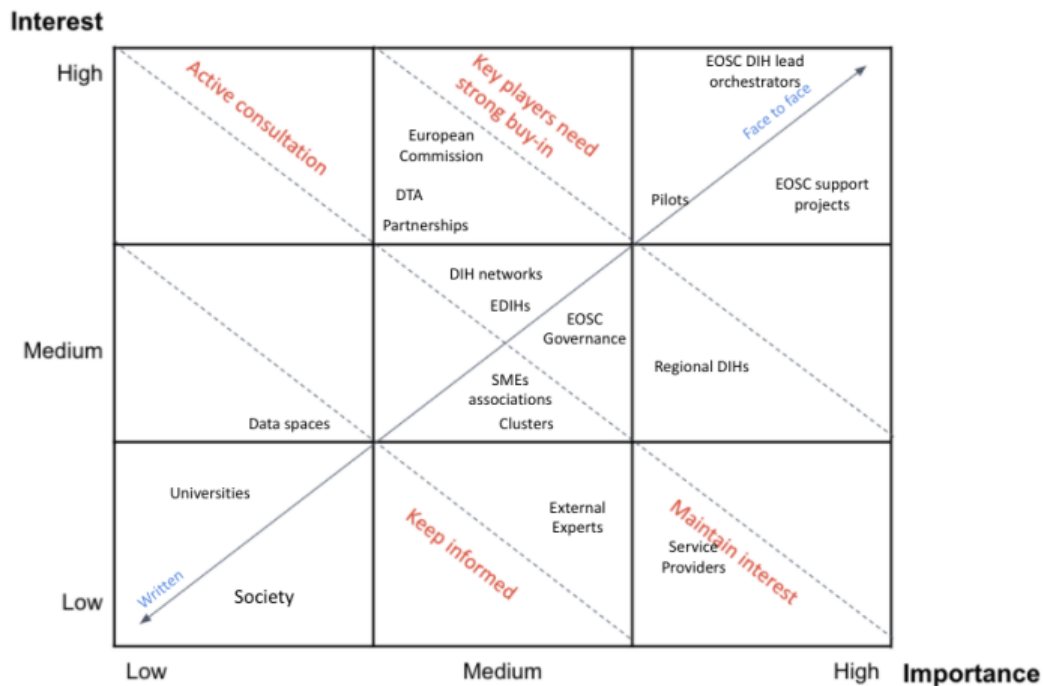 Interest
High
Active consultation
Key players need
strong buy-in
EOSC DIH lead
orchestrators
Face to face
European
Commission
DTA
Partnerships
Pilots
EOSC support
projects
Medium
DIH networks
EDIHs
EOSC
Governance
SMEs
associations
Clusters
Regional DIHs
Data spaces
Low
Universities
Written
Society
Keep informed
External
Experts
Maintain interest
Service
Providers
Low
Medium
High
Importance